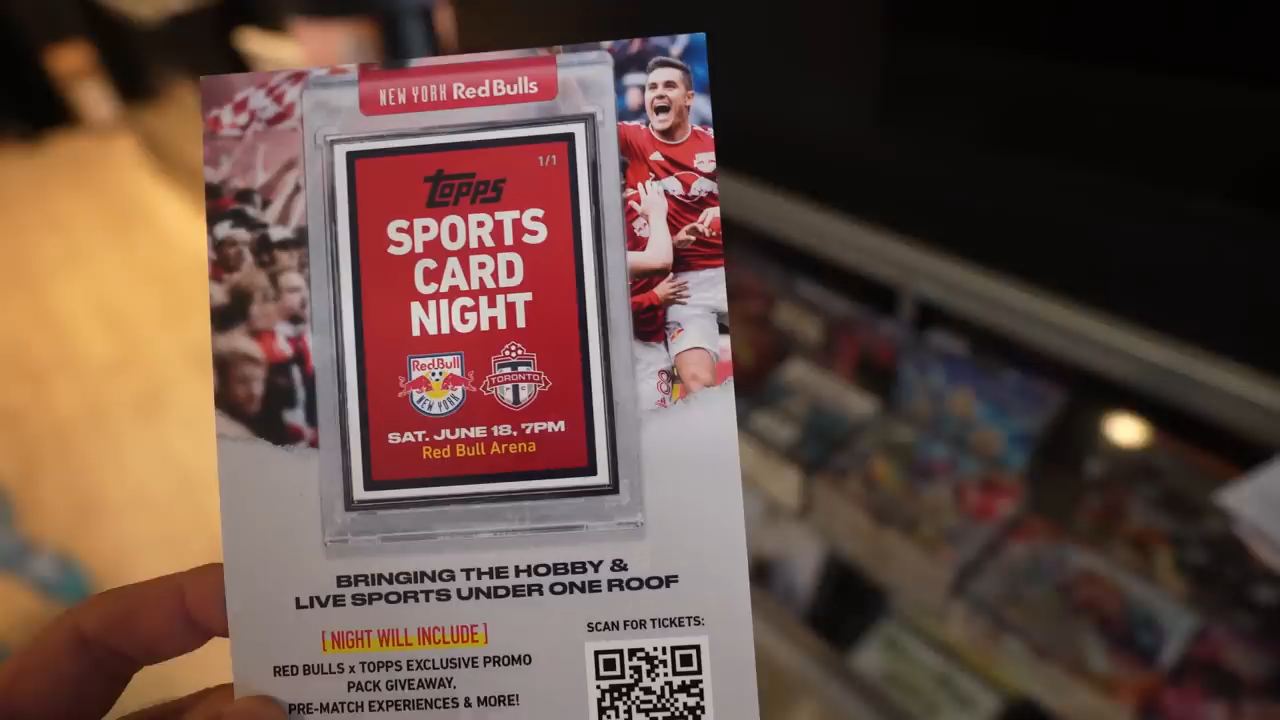 NEW YORK Red Bulls
1/1
Topps
SPORTS
CARD
NIGHT
Red Bull
NEW YORK
TORONTO
FC
SAT. JUNE 18, 7PM
Red Bull Arena
BRINGING THE HOBBY &
LIVE SPORTS UNDER ONE ROOF
[ NIGHT WILL INCLUDE ]
RED BULLS x TOPPS EXCLUSIVE PROMO
PACK GIVEAWAY,
PRE-MATCH EXPERIENCES & MORE!
SCAN FOR TICKETS: